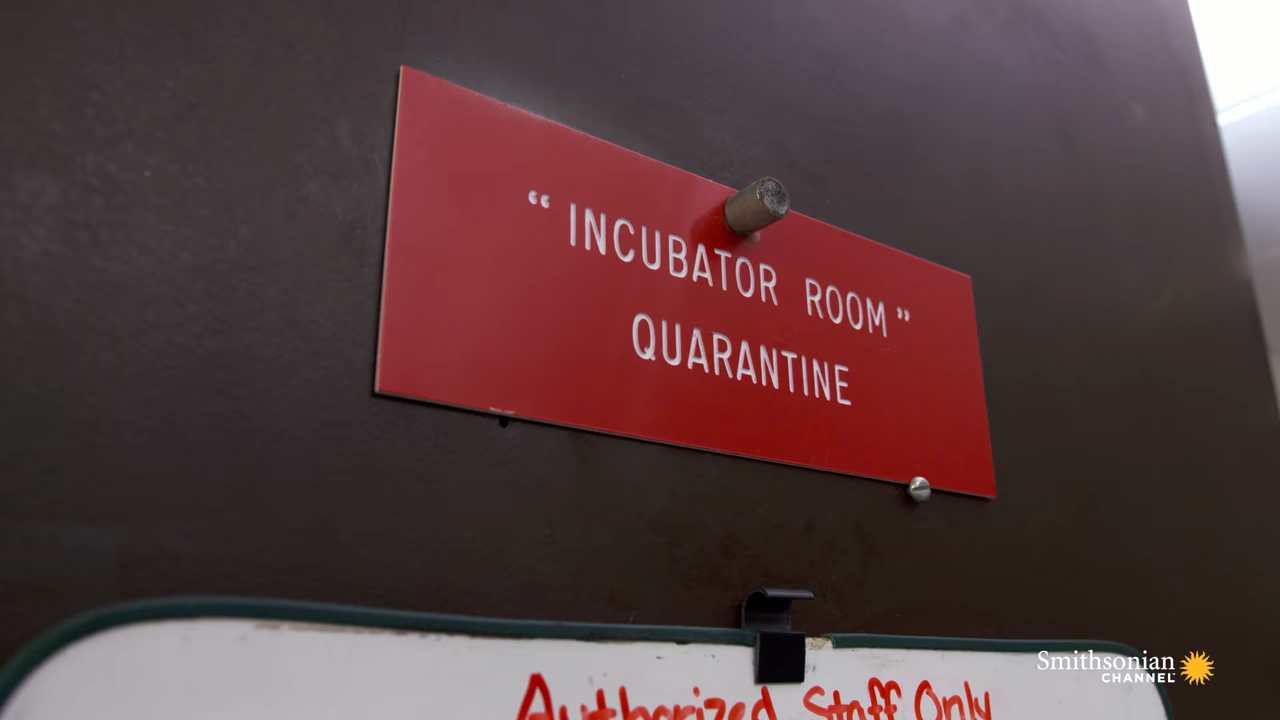 “ INCUBATOR ROOM ”
QUARANTINE
Authorized Staff Only
Smithsonian
CHANNEL